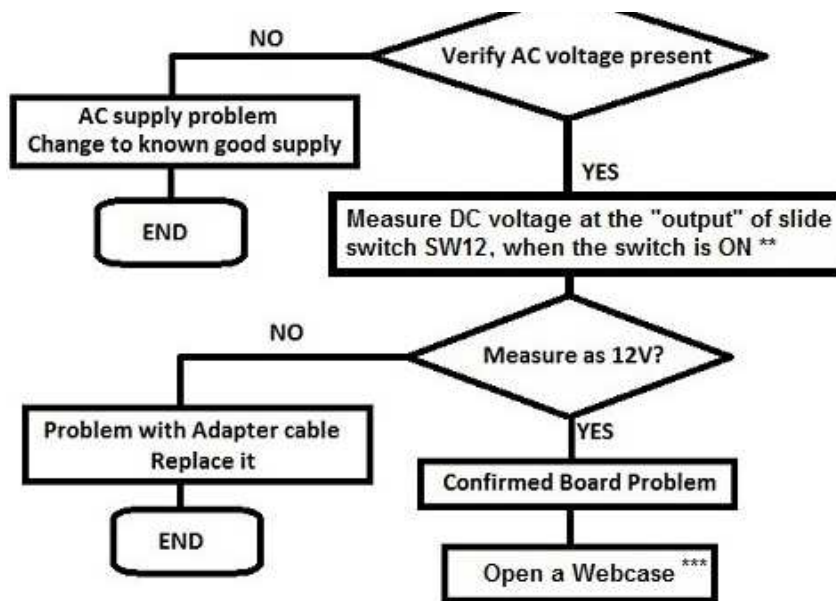 NO
Verify AC voltage present
AC supply problem
Change to known good supply
YES
END
Measure DC voltage at the "output" of slide
switch SW12, when the switch is ON **
NO
Measure as 12V?
Problem with Adapter cable
Replace it
YES
Confirmed Board Problem
END
Open a Webcase ***